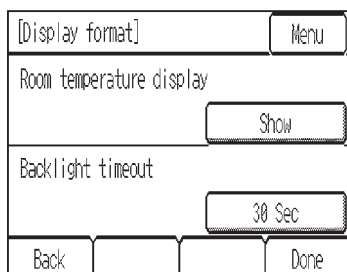 [Display format] Menu
Room temperature display
Show
Backlight timeout
30 Sec
Back Done